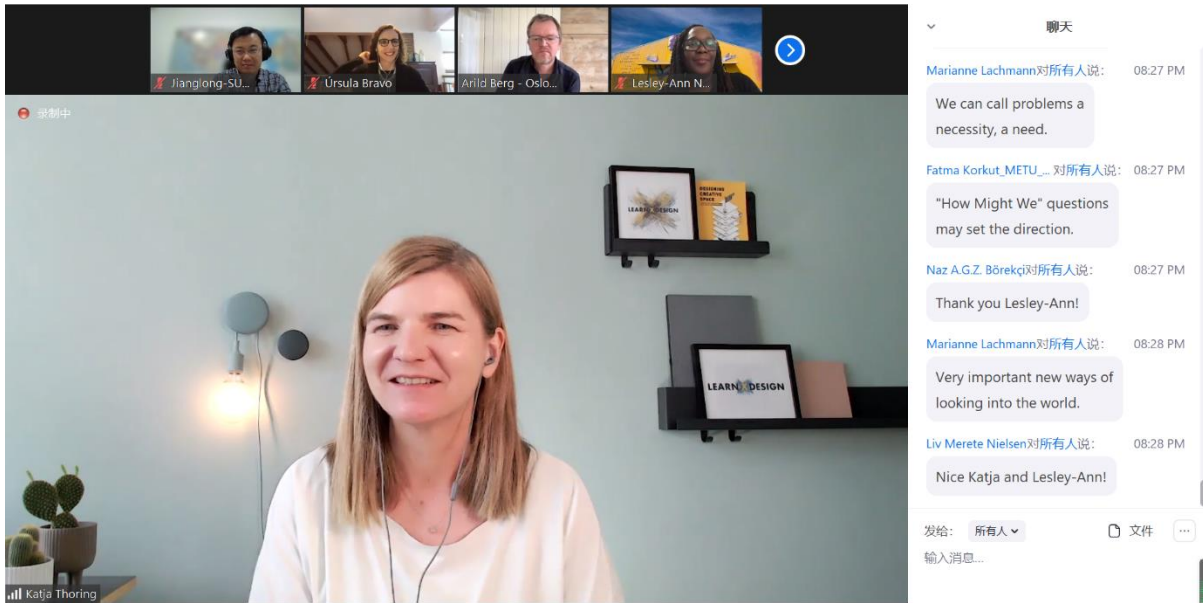 Jianglong-SU...
Úrsula Bravo
Arild Berg - Oslo...
Lesley-Ann N...
录制中
LEARN X DESIGN
DESIGNING
CREATIVE
SPACE
LEARN X DESIGN
Katja Thoring
聊天
Marianne Lachmann对所有人说: 08:27 PM
We can call problems a
necessity, a need.
Fatma Korkut_METU_... 对所有人说: 08:27 PM
"How Might We" questions
may set the direction.
Naz A.G.Z. Börekçi对所有人说: 08:27 PM
Thank you Lesley-Ann!
Marianne Lachmann对所有人说: 08:28 PM
Very important new ways of
looking into the world.
Liv Merete Nielsen对所有人说: 08:28 PM
Nice Katja and Lesley-Ann!
发给: 所有人 文件 ...
输入消息...